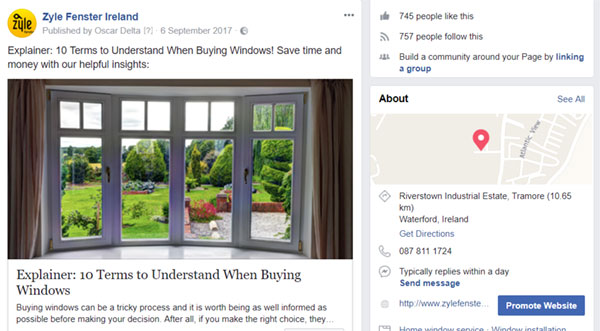 zyle
Zyle Fenster Ireland
Published by Oscar Delta [?] · 6 September 2017 ·
Explainer: 10 Terms to Understand When Buying Windows! Save time and
money with our helpful insights:
Explainer: 10 Terms to Understand When Buying
Windows
Buying windows can be a tricky process and it is worth being as well informed as
possible before making your decision. After all, if you make the right choice, they…
745 people like this
757 people follow this
Build a community around your Page by linking
a group
About
See All
Atlantic View
Riverstown Industrial Estate, Tramore (10.65
km)
Waterford, Ireland
Get Directions
087 811 1724
Typically replies within a day
Send message
http://www.zylefenste...
Promote Website
Home window service · Window installation